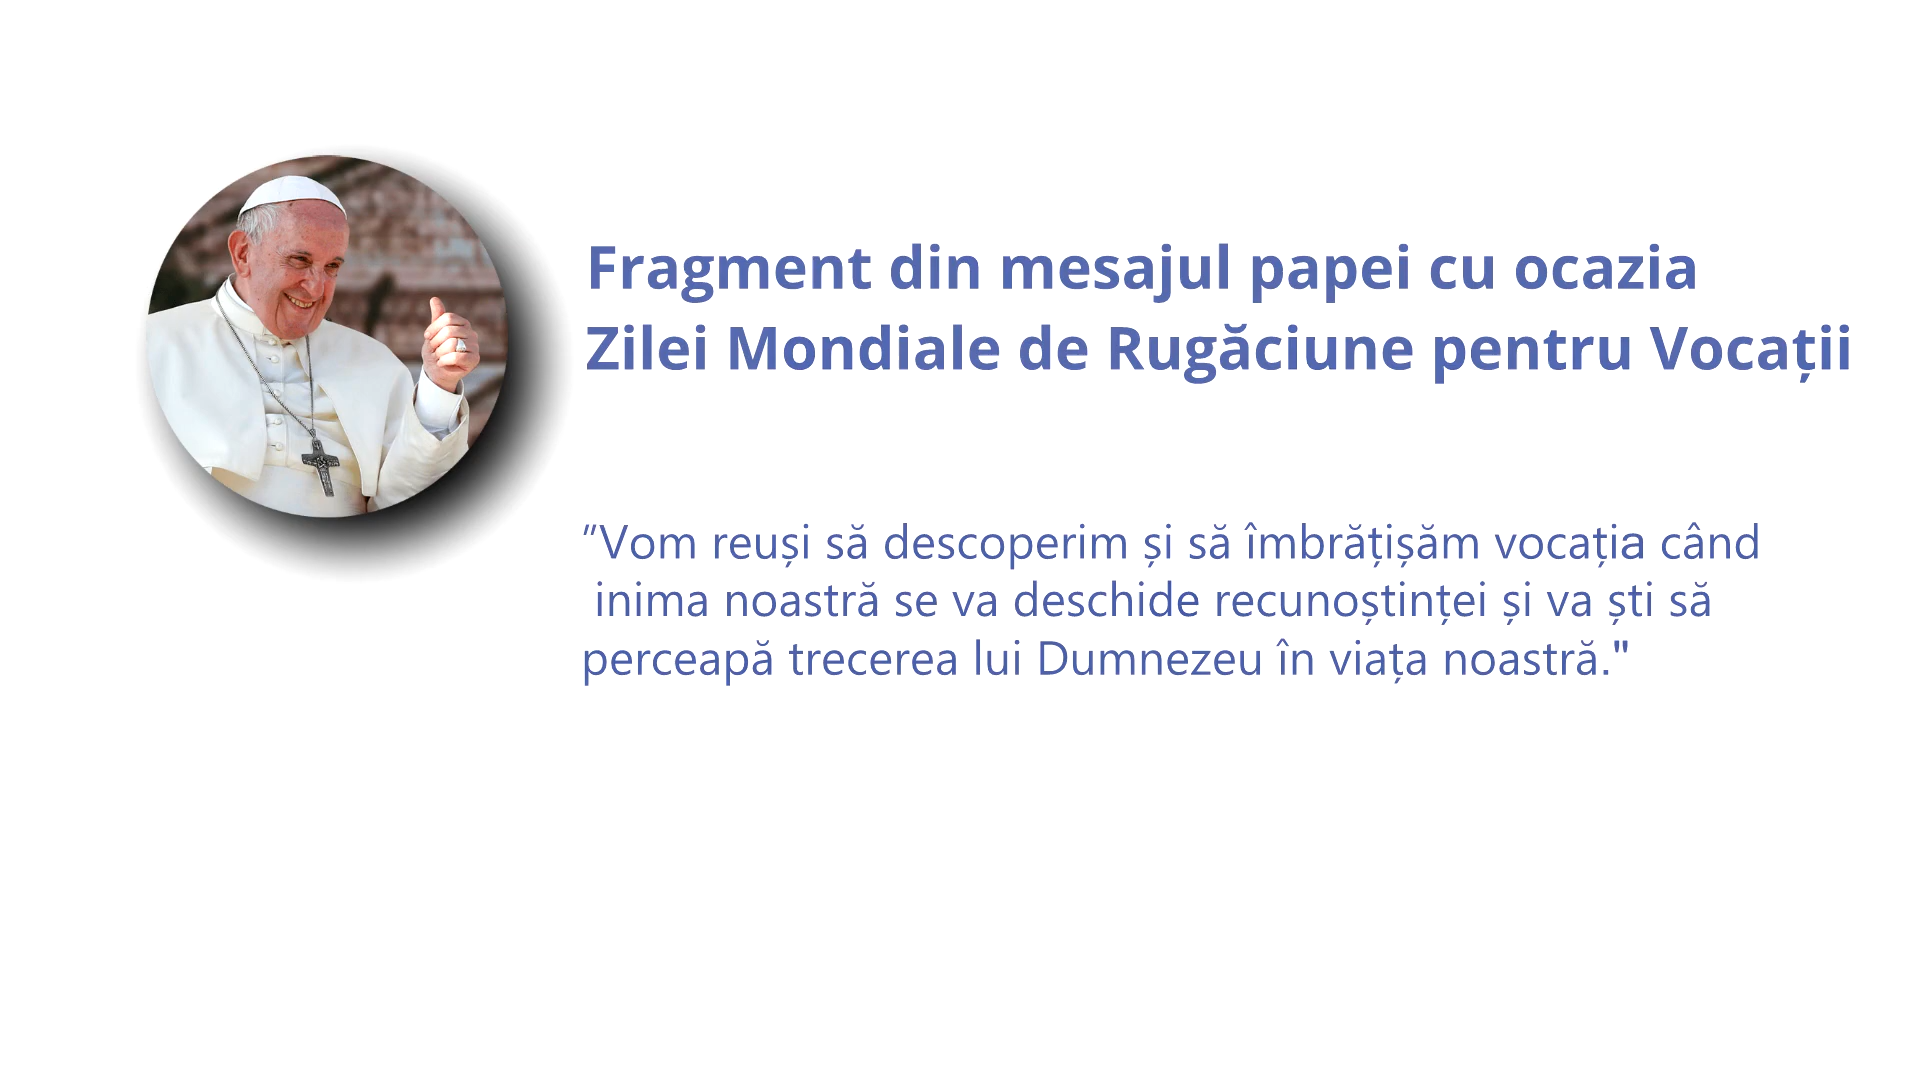 Fragment din mesajul papei cu ocazia
Zilei Mondiale de Rugăciune pentru Vocații
”Vom reuși să descoperim și să îmbrățișăm vocația când
inima noastră se va deschide recunoștinței și va ști să
perceapă trecerea lui Dumnezeu în viața noastră."